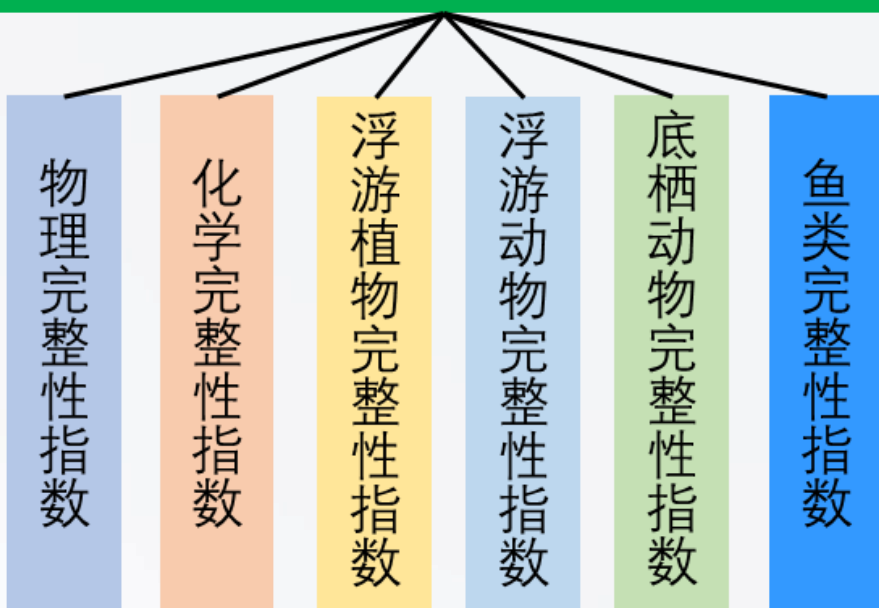 物理完整性指数
化学完整性指数
浮游植物完整性指数
浮游动物完整性指数
底栖动物完整性指数
鱼类完整性指数